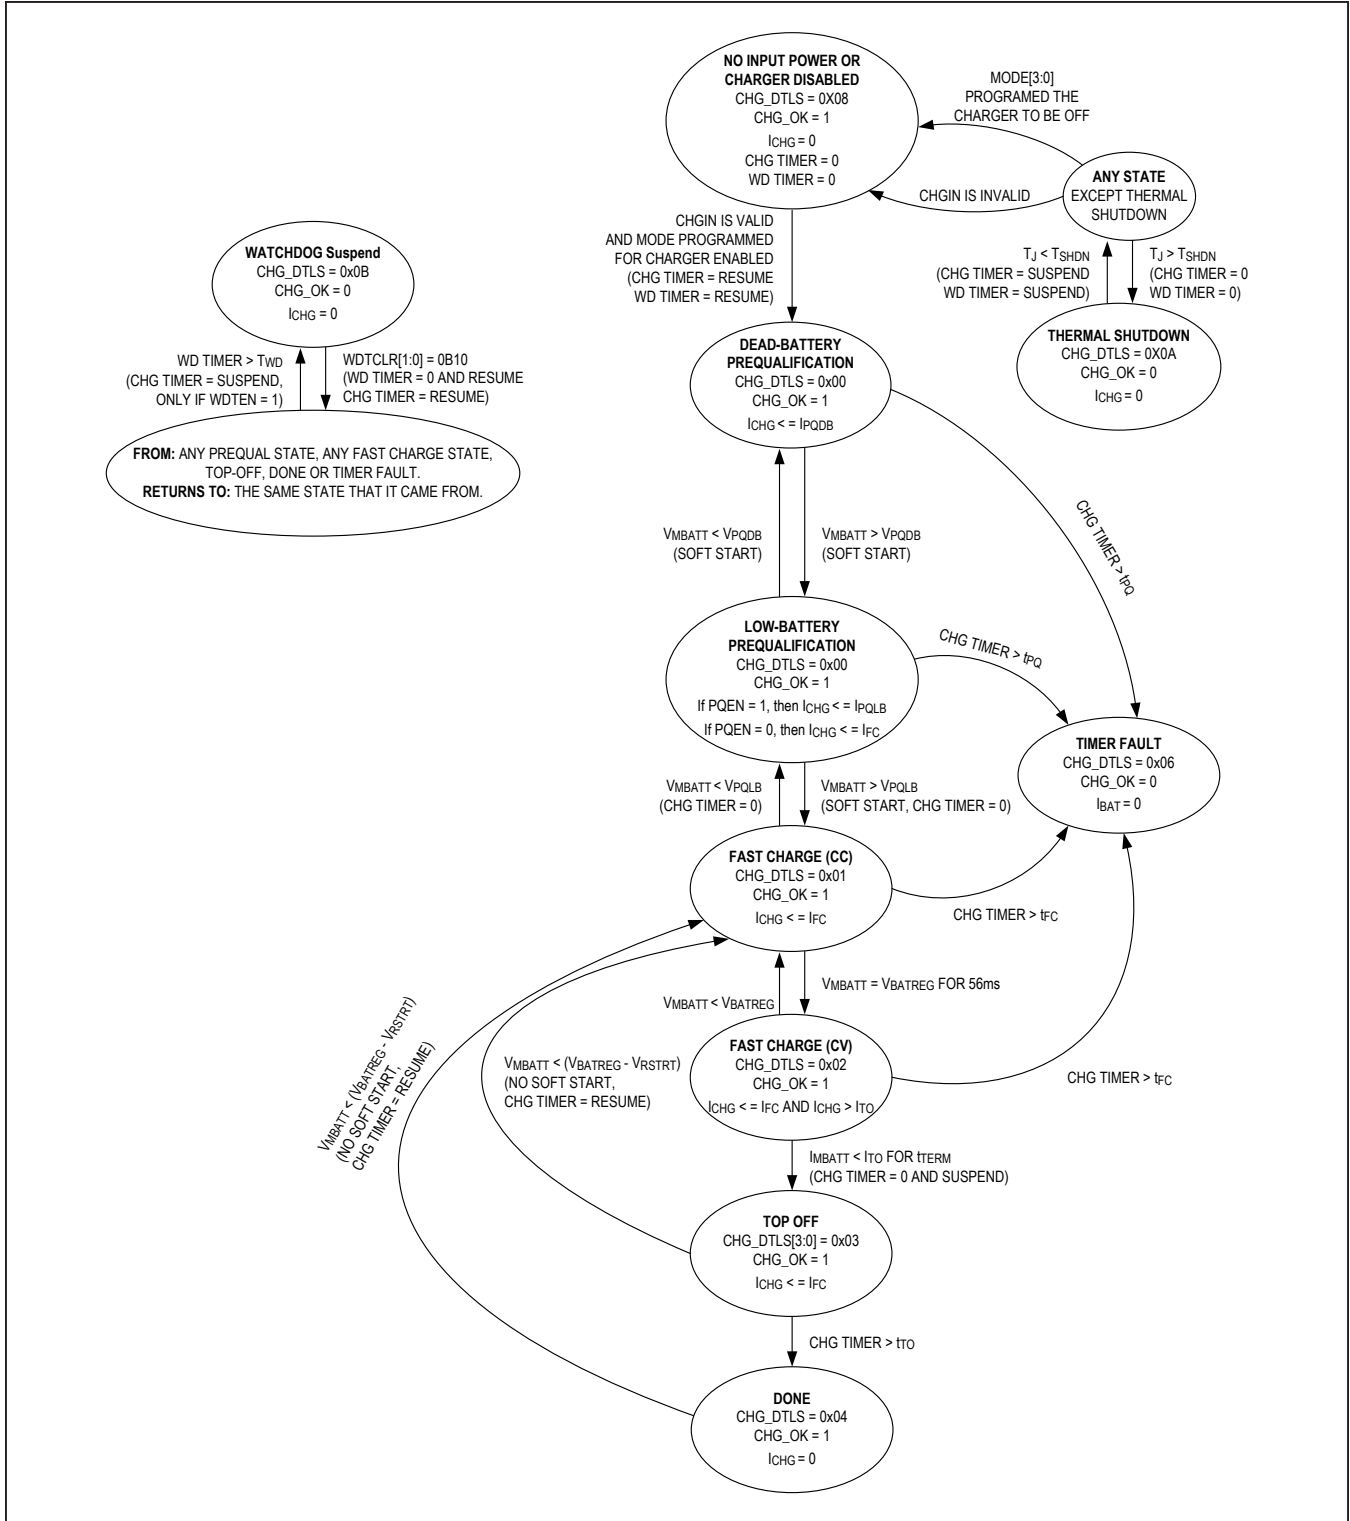 NO INPUT POWER OR
CHARGER DISABLED
CHG_DTLS = 0X08
CHG_OK = 1
ICHG = 0
CHG TIMER = 0
WD TIMER = 0
MODE[3:0]
PROGRAMED THE
CHARGER TO BE OFF
ANY STATE
EXCEPT THERMAL
SHUTDOWN
CHGIN IS INVALID
CHGIN IS VALID
AND MODE PROGRAMMED
FOR CHARGER ENABLED
(CHG TIMER = RESUME
WD TIMER = RESUME)
TJ < TSHDN
(CHG TIMER = SUSPEND
WD TIMER = SUSPEND)
TJ > TSHDN
(CHG TIMER = 0
WD TIMER = 0)
THERMAL SHUTDOWN
CHG_DTLS = 0X0A
CHG_OK = 0
ICHG = 0
WATCHDOG Suspend
CHG_DTLS = 0x0B
CHG_OK = 0
ICHG = 0
WD TIMER > TWD
(CHG TIMER = SUSPEND,
ONLY IF WDTEN = 1)
WDTCLR[1:0] = 0B10
(WD TIMER = 0 AND RESUME
CHG TIMER = RESUME)
FROM: ANY PREQUAL STATE, ANY FAST CHARGE STATE,
TOP-OFF, DONE OR TIMER FAULT.
RETURNS TO: THE SAME STATE THAT IT CAME FROM.
DEAD-BATTERY
PREQUALIFICATION
CHG_DTLS = 0x00
CHG_OK = 1
ICHG < = IPQDB
VMBATT < VPQDB
(SOFT START)
VMBATT > VPQDB
(SOFT START)
CHG TIMER > tPQ
LOW-BATTERY
PREQUALIFICATION
CHG_DTLS = 0x00
CHG_OK = 1
If PQEN = 1, then ICHG < = IPQLB
If PQEN = 0, then ICHG < = IFC
CHG TIMER > tPQ
TIMER FAULT
CHG_DTLS = 0x06
CHG_OK = 0
IBAT = 0
VMBATT < VPQLB
(CHG TIMER = 0)
VMBATT > VPQLB
(SOFT START, CHG TIMER = 0)
FAST CHARGE (CC)
CHG_DTLS = 0x01
CHG_OK = 1
ICHG < = IFC
CHG TIMER > tFC
VMBATT < VBATREG
VMBATT = VBATREG FOR 56ms
FAST CHARGE (CV)
CHG_DTLS = 0x02
CHG_OK = 1
ICHG < = IFC AND ICHG > ITO
CHG TIMER > tFC
VMBATT < (VBATREG - VRSTRT)
(NO SOFT START,
CHG TIMER = RESUME)
VMBATT < (VBATREG - VRSTRT)
(NO SOFT START,
CHG TIMER = RESUME)
IMBATT < ITO FOR tTERM
(CHG TIMER = 0 AND SUSPEND)
TOP OFF
CHG_DTLS[3:0] = 0x03
CHG_OK = 1
ICHG < = IFC
CHG TIMER > tTO
DONE
CHG_DTLS = 0x04
CHG_OK = 1
ICHG = 0